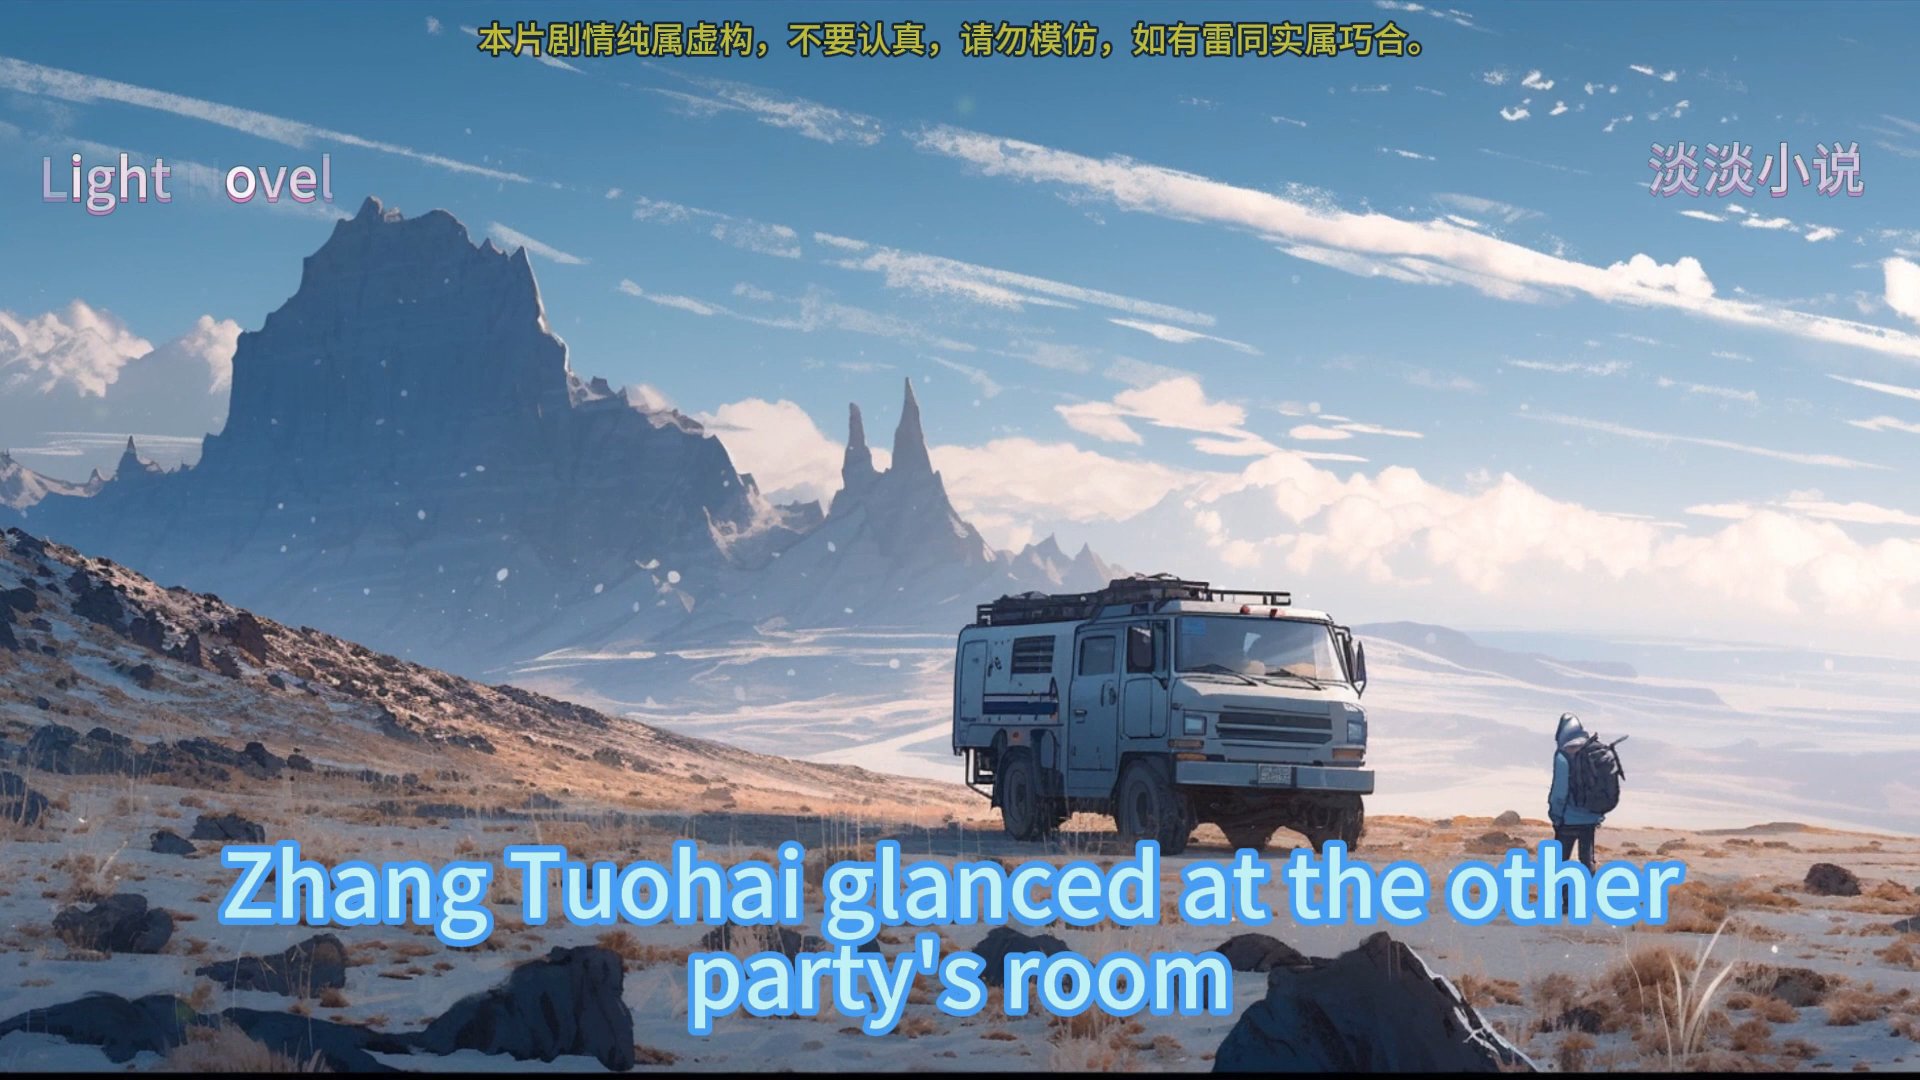 本片剧情纯属虚构，不要认真，请勿模仿，如有雷同实属巧合。
Light Novel
淡淡小说
Zhang Tuohai glanced at the other
party's room